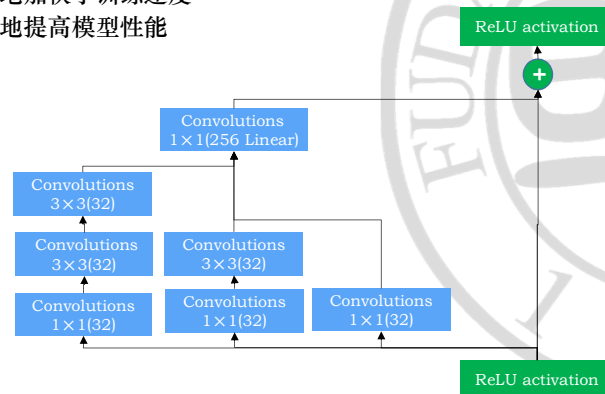 地提高模型性能
ReLU activation
+
Convolutions
1×1(256 Linear)
Convolutions
3×3(32)
Convolutions
3×3(32)
Convolutions
3×3(32)
Convolutions
1×1(32)
Convolutions
1×1(32)
Convolutions
1×1(32)
ReLU activation
FUD
1